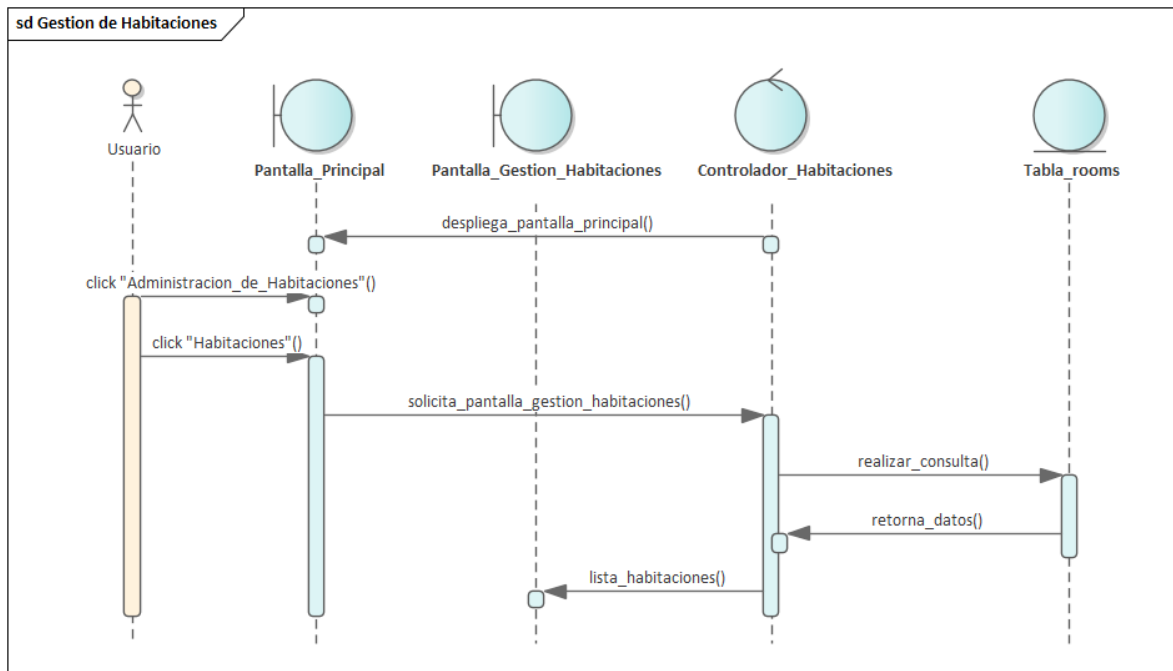 sd Gestion de Habitaciones
Usuario
Pantalla_Principal
Pantalla_Gestion_Habitaciones
Controlador_Habitaciones
Tabla_rooms
despliega_pantalla_principal()
click "Administracion_de_Habitaciones"()
click "Habitaciones"()
solicita_pantalla_gestion_habitaciones()
realizar_consulta()
retorna_datos()
lista_habitaciones()